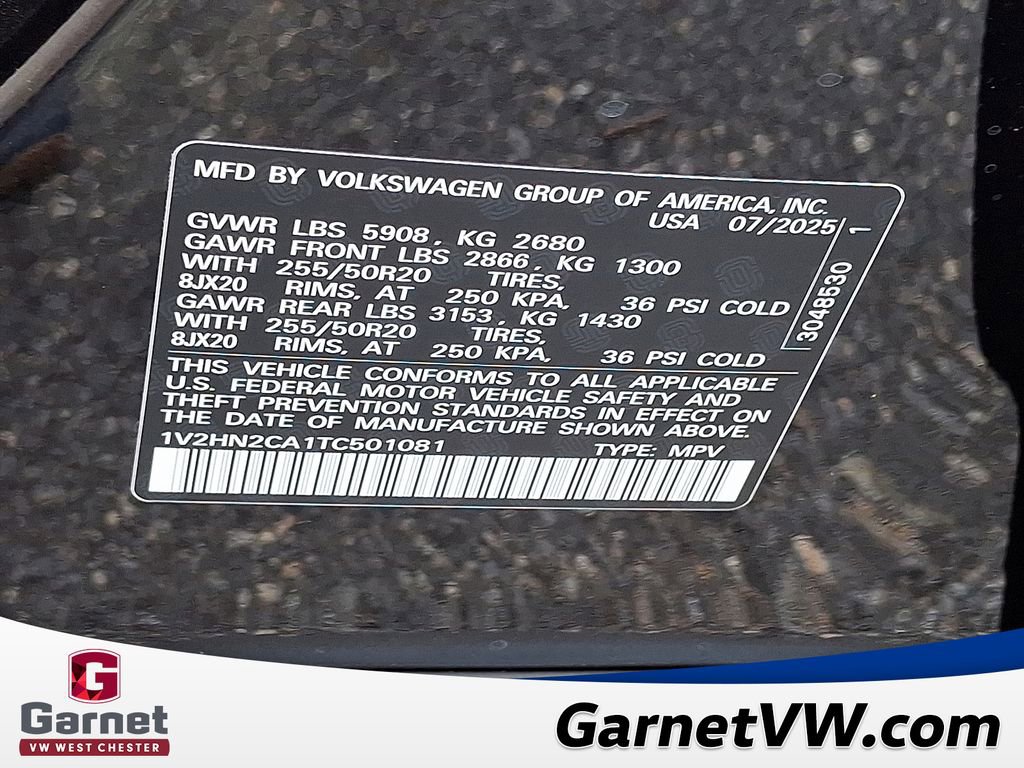 MFD BY VOLKSWAGEN GROUP OF AMERICA, INC.
USA 07/2025
GVWR LBS 5908, KG 2680
GAWR FRONT LBS 2866, KG 1300
WITH 255/50R20 TIRES,
8JX20 RIMS, AT 250 KPA, 36 PSI COLD
GAWR REAR LBS 3153, KG 1430
WITH 255/50R20 TIRES,
8JX20 RIMS, AT 250 KPA, 36 PSI COLD
3048530 1
THIS VEHICLE CONFORMS TO ALL APPLICABLE
U.S. FEDERAL MOTOR VEHICLE SAFETY AND
THEFT PREVENTION STANDARDS IN EFFECT ON
THE DATE OF MANUFACTURE SHOWN ABOVE.
1V2HN2CA1TC501081 TYPE: MPV
G
Garnet
VW WEST CHESTER
GarnetVW.com